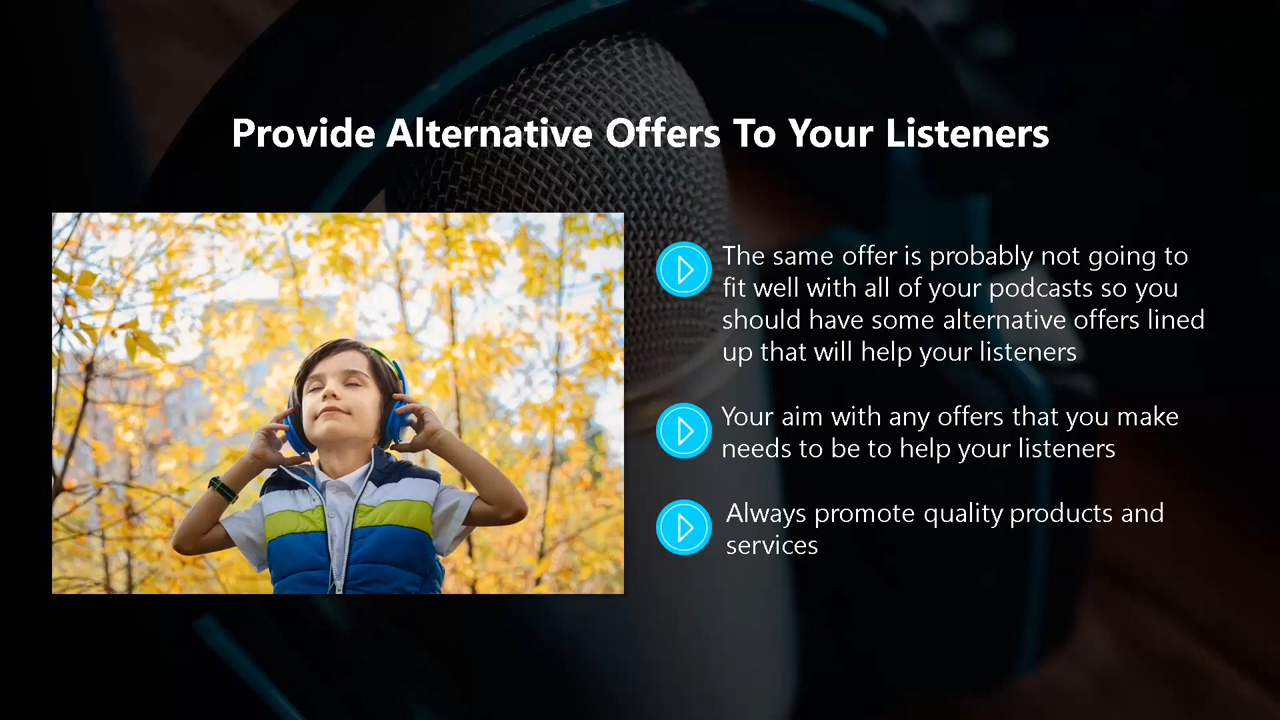 Provide Alternative Offers To Your Listeners
The same offer is probably not going to
fit well with all of your podcasts so you
should have some alternative offers lined
up that will help your listeners
Your aim with any offers that you make
needs to be to help your listeners
Always promote quality products and
services